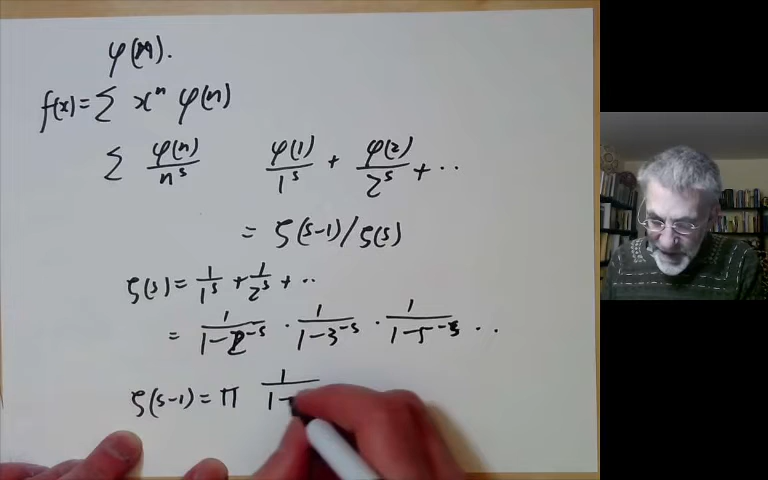 φ(n).
f(x) = Σ xⁿ φ(n)
Σ φ(n)/nˢ   φ(1)/1ˢ + φ(2)/2ˢ + ..
= ζ(s-1)/ζ(s)
ζ(s) = 1/1ˢ + 1/2ˢ + ..
= 1/(1-2⁻ˢ) · 1/(1-3⁻ˢ) · 1/(1-5⁻ˢ) ..
ζ(s-1) = Π 1/(1-